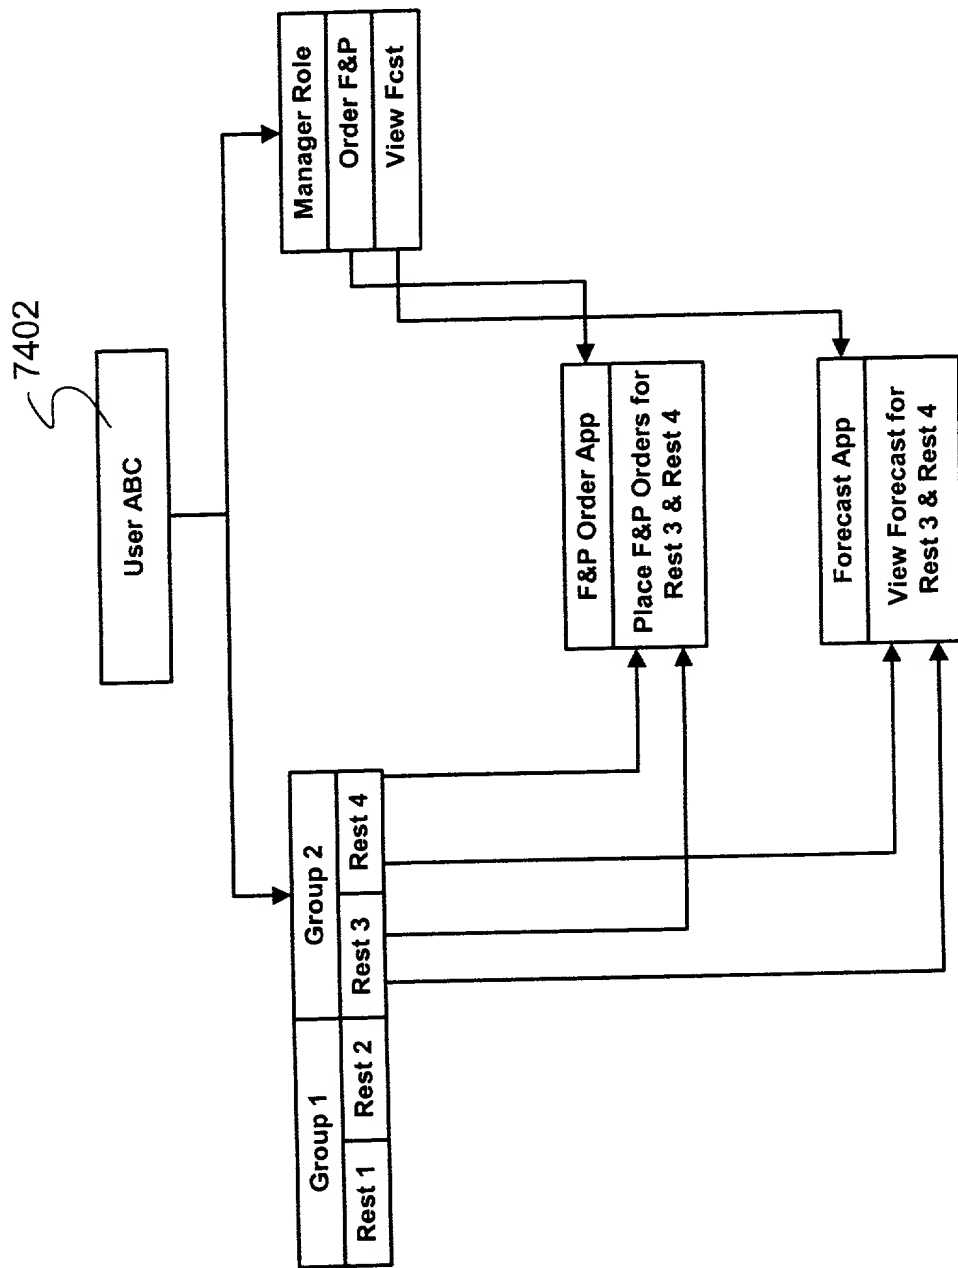 7402
User ABC
Group 1
Group 2
Rest 1
Rest 2
Rest 3
Rest 4
Manager Role
Order F&P
View Fcst
F&P Order App
Place F&P Orders for
Rest 3 & Rest 4
Forecast App
View Forecast for
Rest 3 & Rest 4